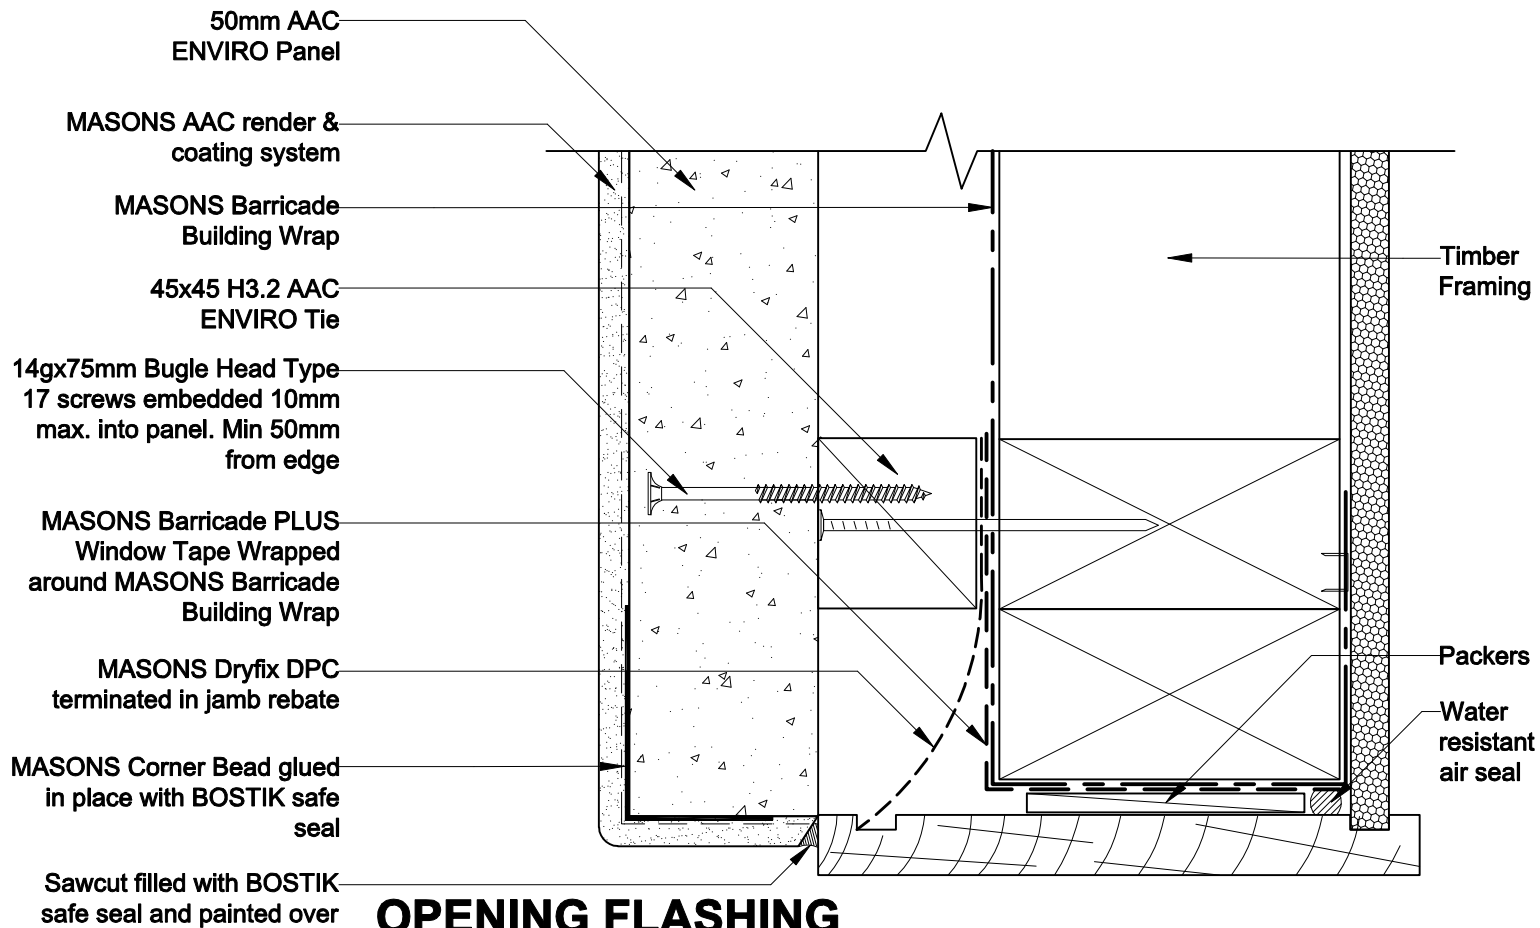 50mm AAC
ENVIRO Panel
MASONS AAC render &
coating system
MASONS Barricade
Building Wrap
45x45 H3.2 AAC
ENVIRO Tie
14gx75mm Bugle Head Type
17 screws embedded 10mm
max. into panel. Min 50mm
from edge
MASONS Barricade PLUS
Window Tape Wrapped
around MASONS Barricade
Building Wrap
MASONS Dryfix DPC
terminated in jamb rebate
MASONS Corner Bead glued
in place with BOSTIK safe
seal
Sawcut filled with BOSTIK
safe seal and painted over
Timber
Framing
Packers
Water
resistant
air seal
OPENING FLASHING